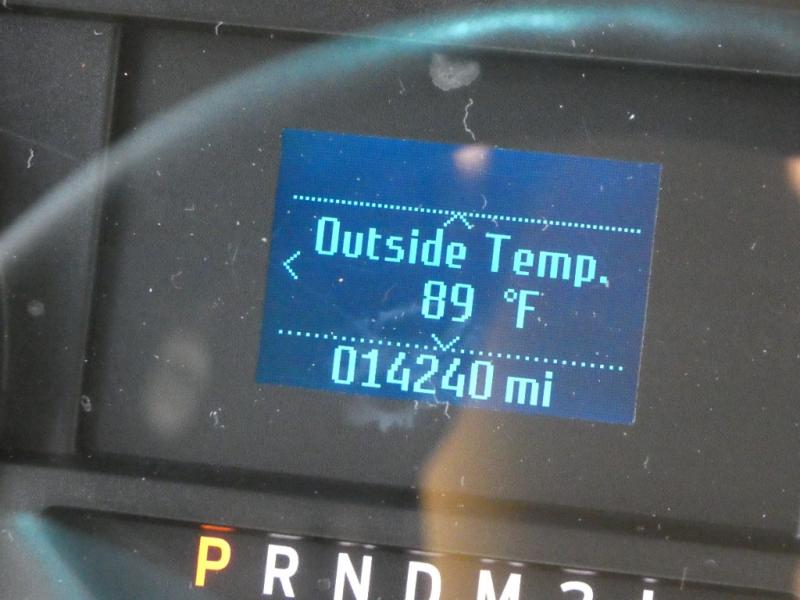 Outside Temp.
89 °F
014240 mi
P R N D M